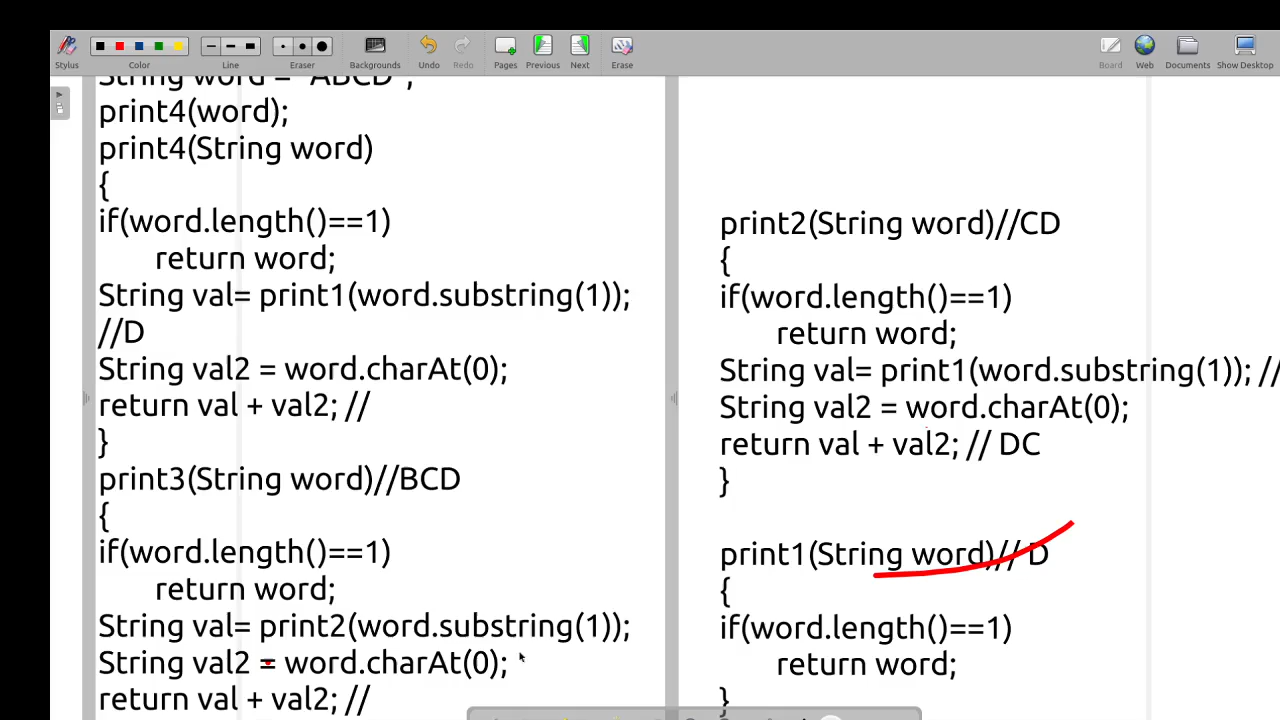 Stylus
Color
Line
Eraser
Backgrounds
Undo
Redo
Pages
Previous
Next
Erase
Board
Web
Documents
Show Desktop
String word = "ABCD";
print4(word);
print4(String word)
{
if(word.length()==1)
return word;
String val= print1(word.substring(1));
//D
String val2 = word.charAt(0);
return val + val2; //
}
print3(String word)//BCD
{
if(word.length()==1)
return word;
String val= print2(word.substring(1));
String val2 = word.charAt(0);
return val + val2; //
print2(String word)//CD
{
if(word.length()==1)
return word;
String val= print1(word.substring(1)); //
String val2 = word.charAt(0);
return val + val2; // DC
}
print1(String word)// D
{
if(word.length()==1)
return word;
}